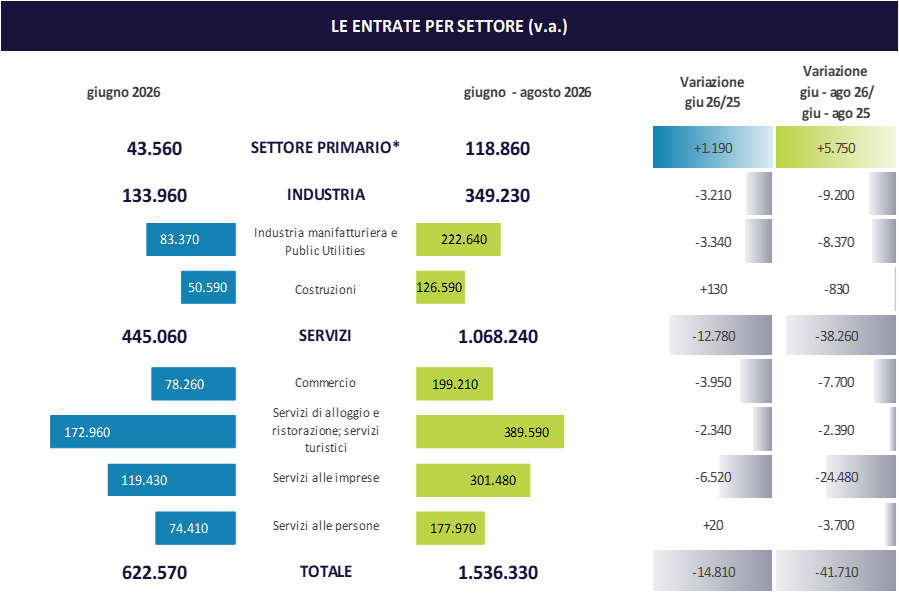 LE ENTRATE PER SETTORE (v.a.)
giugno 2026
giugno - agosto 2026
Variazione
giu 26/25
Variazione
giu - ago 26/
giu - ago 25
43.560 SETTORE PRIMARIO* 118.860 +1.190 +5.750
133.960 INDUSTRIA 349.230 -3.210 -9.200
83.370 Industria manifatturiera e
Public Utilities 222.640 -3.340 -8.370
50.590 Costruzioni 126.590 +130 -830
445.060 SERVIZI 1.068.240 -12.780 -38.260
78.260 Commercio 199.210 -3.950 -7.700
172.960 Servizi di alloggio e
ristorazione; servizi
turistici 389.590 -2.340 -2.390
119.430 Servizi alle imprese 301.480 -6.520 -24.480
74.410 Servizi alle persone 177.970 +20 -3.700
622.570 TOTALE 1.536.330 -14.810 -41.710